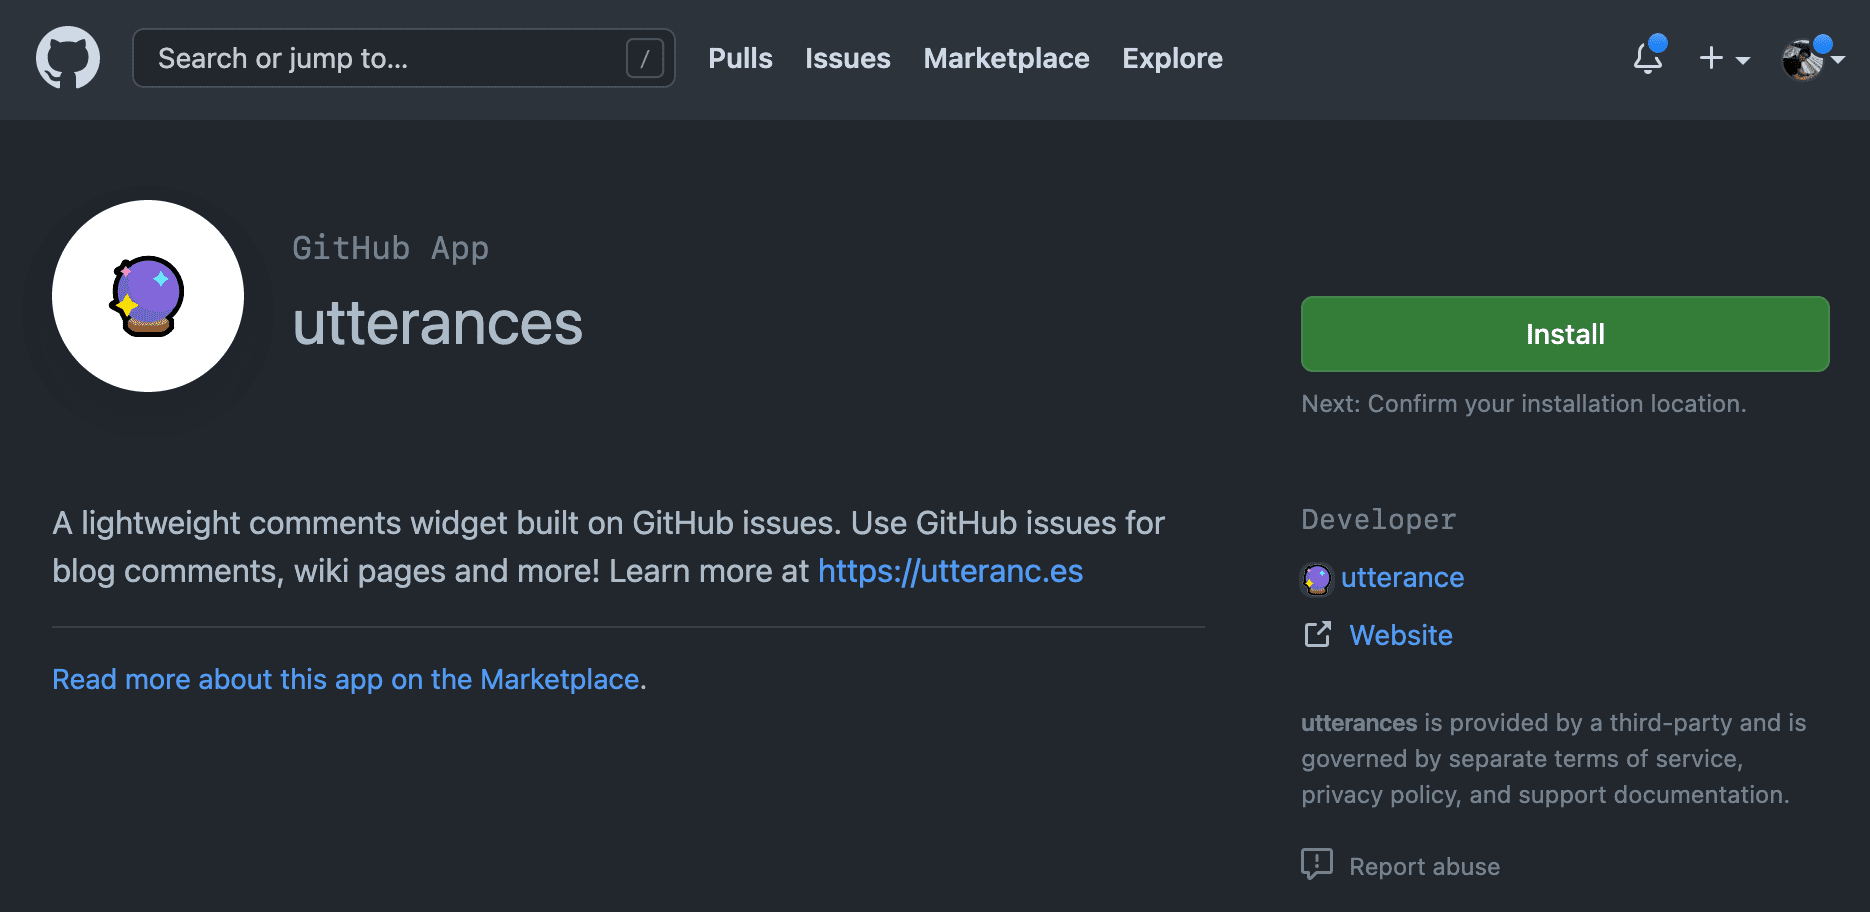 Search or jump to... /
Pulls
Issues
Marketplace
Explore
GitHub App
utterances
Install
Next: Confirm your installation location.
A lightweight comments widget built on GitHub issues. Use GitHub issues for
blog comments, wiki pages and more! Learn more at https://utteranc.es
Read more about this app on the Marketplace.
Developer
utterance
Website
utterances is provided by a third-party and is
governed by separate terms of service,
privacy policy, and support documentation.
Report abuse